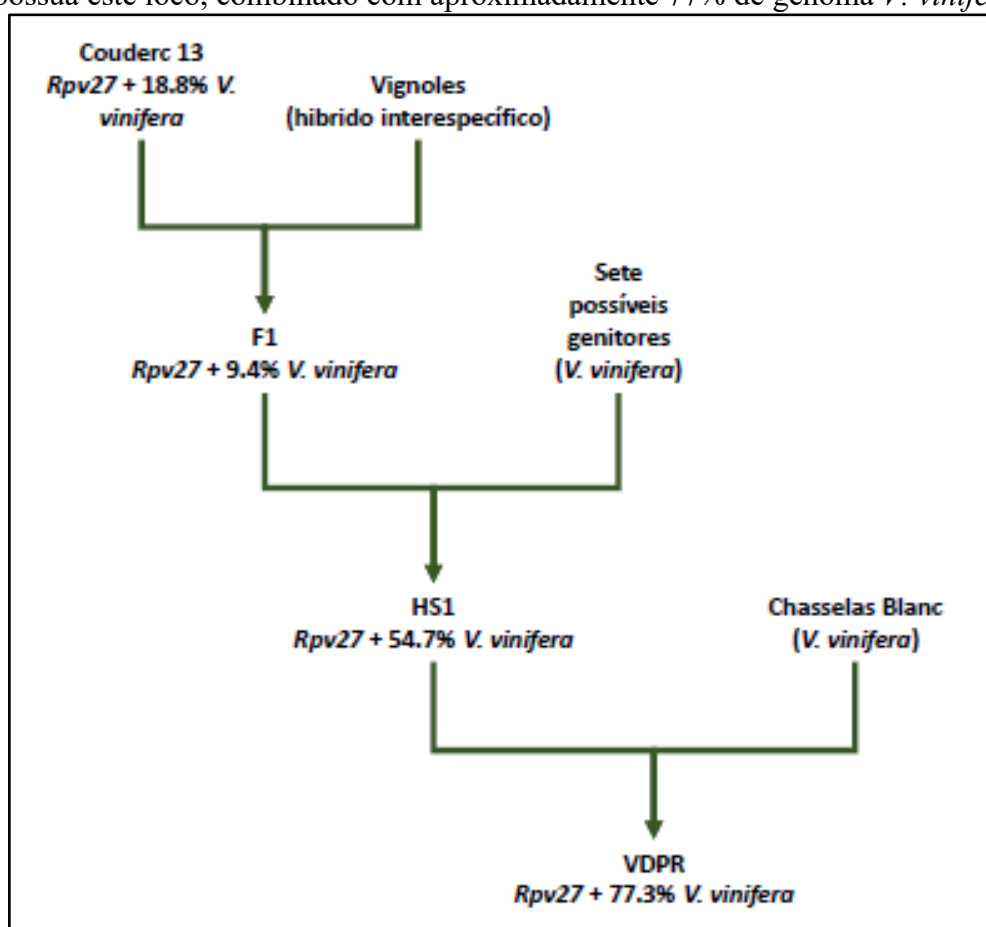 possua este loco, combinado com aproximadamente 77% de genoma V. vinife
Couderc 13
Rpv27 + 18.8% V.
vinifera
Vignoles
(hibrido interespecífico)
Sete
possíveis
genitores
(V. vinifera)
F1
Rpv27 + 9.4% V. vinifera
HS1
Rpv27 + 54.7% V. vinifera
Chasselas Blanc
(V. vinifera)
VDPR
Rpv27 + 77.3% V. vinifera